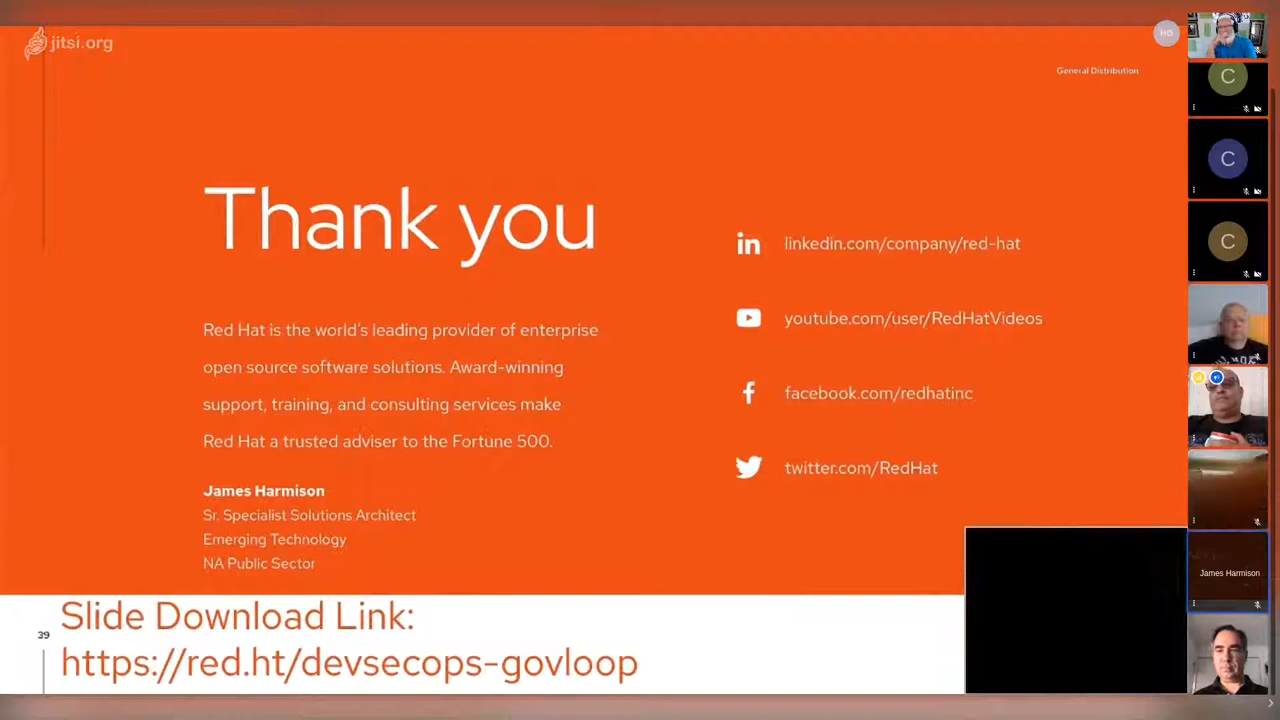 jitsi.org
HD
General Distribution
Thank you
Red Hat is the world's leading provider of enterprise
open source software solutions. Award-winning
support, training, and consulting services make
Red Hat a trusted adviser to the Fortune 500.
James Harmison
Sr. Specialist Solutions Architect
Emerging Technology
NA Public Sector
linkedin.com/company/red-hat
youtube.com/user/RedHatVideos
facebook.com/redhatinc
twitter.com/RedHat
39
Slide Download Link:
https://red.ht/devsecops-govloop
C
C
C
James Harmison